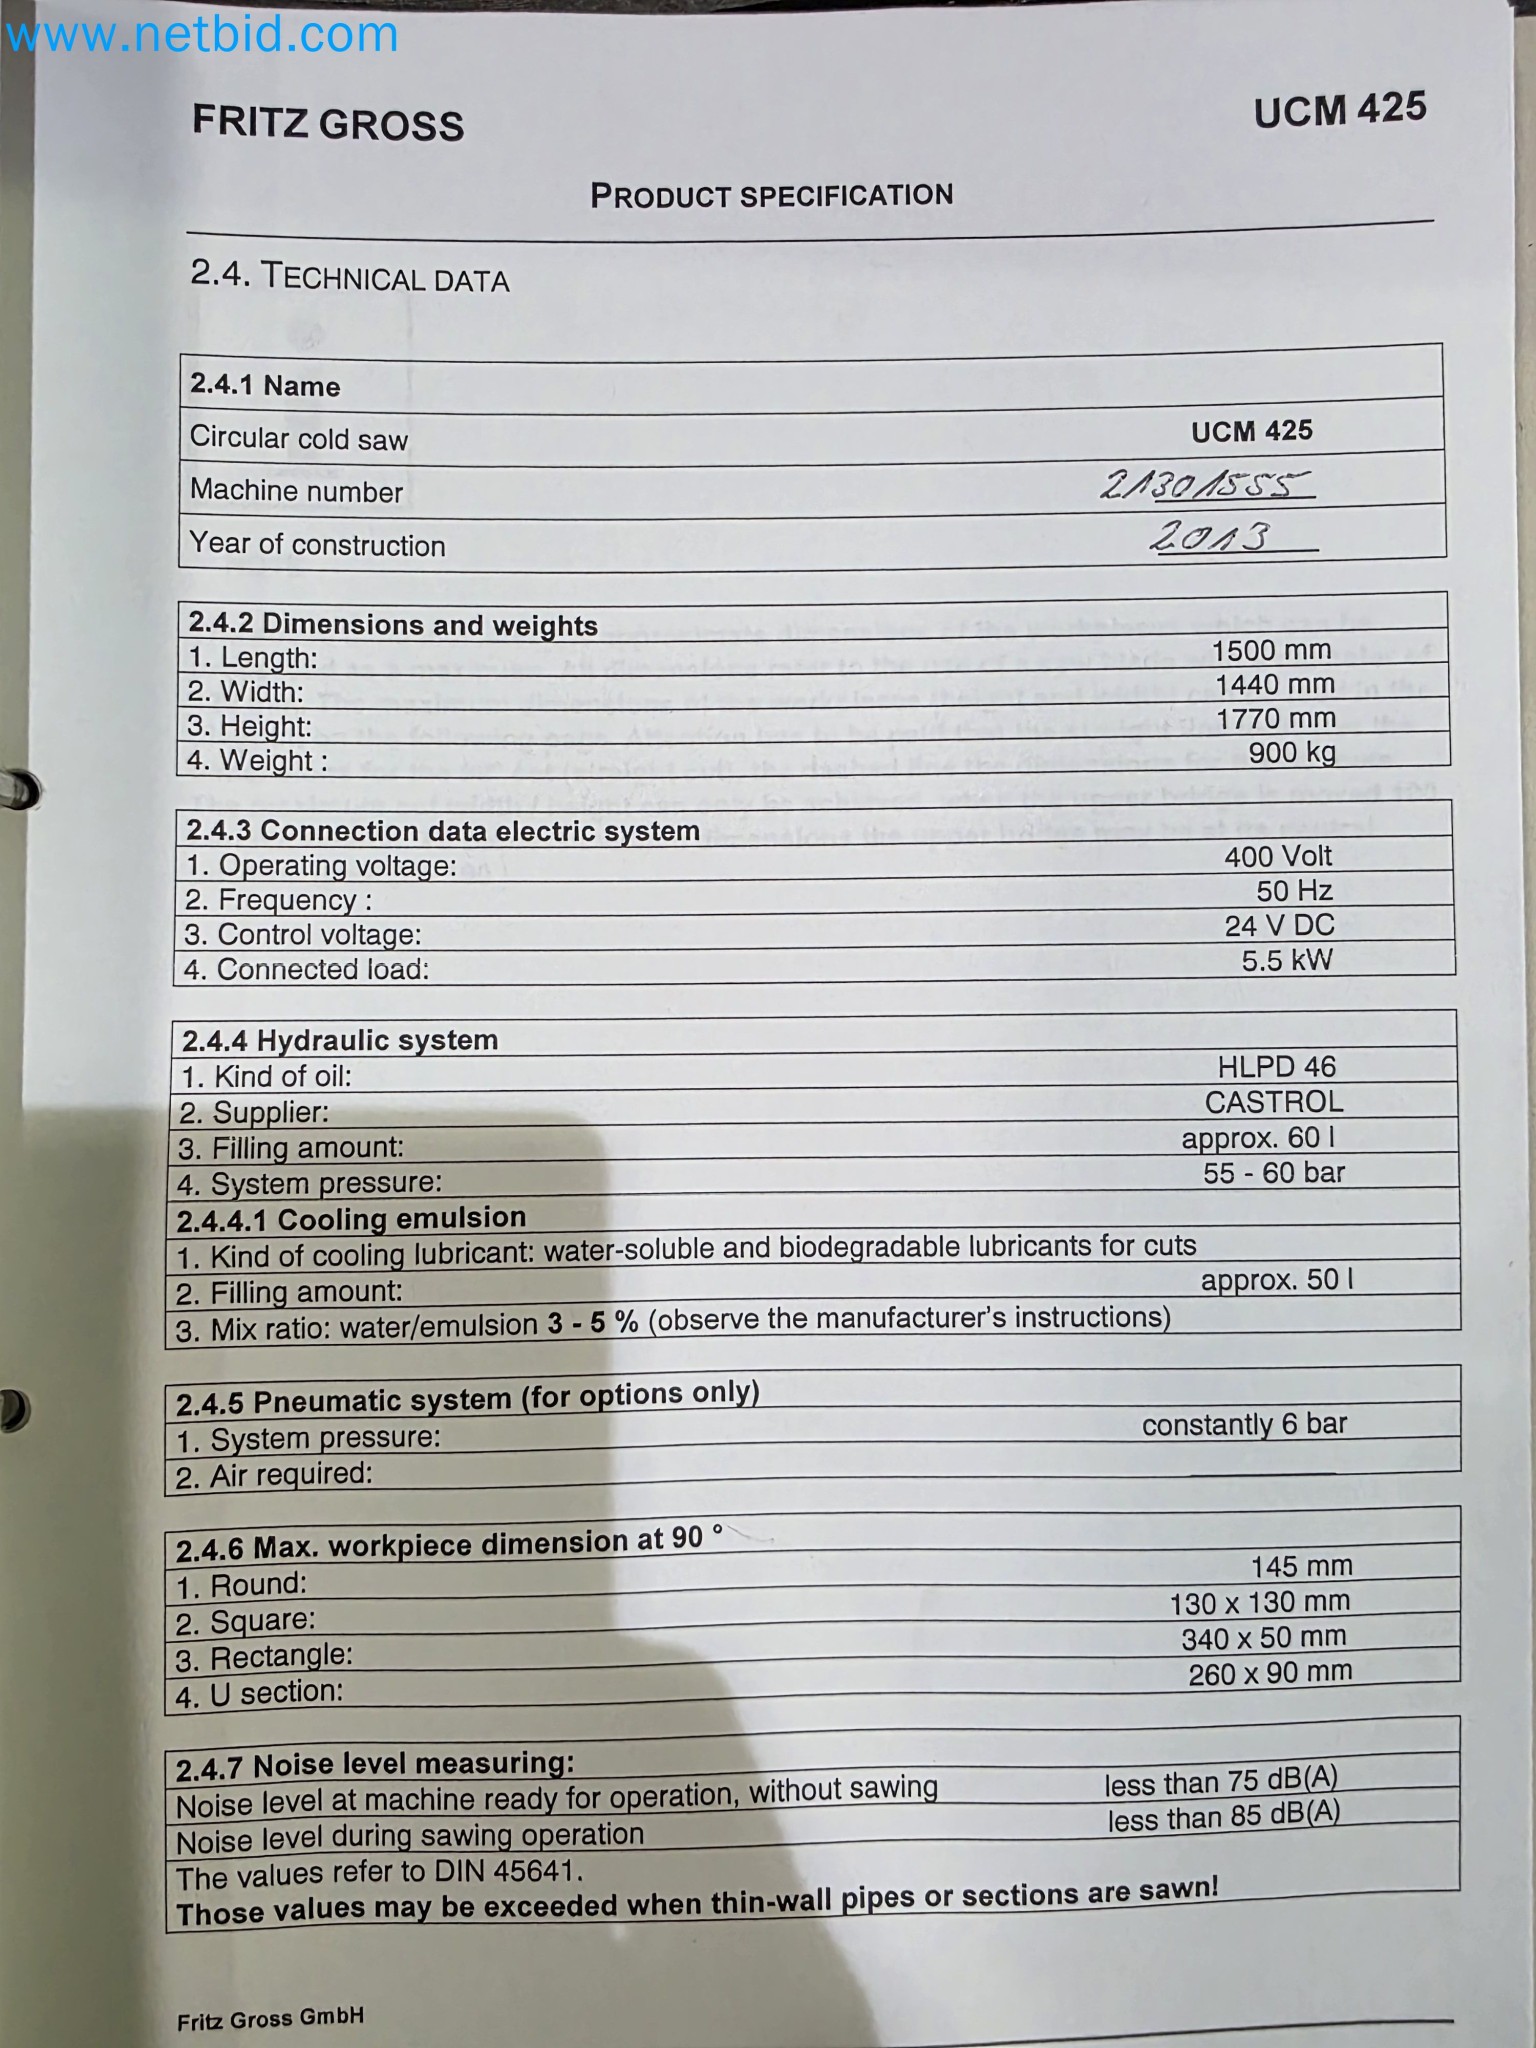 www.netbid.com
FRITZ GROSS UCM 425
PRODUCT SPECIFICATION
2.4. TECHNICAL DATA
2.4.1 Name
Circular cold saw UCM 425
Machine number 21301555
Year of construction 2013
2.4.2 Dimensions and weights
1. Length: 1500 mm
2. Width: 1440 mm
3. Height: 1770 mm
4. Weight : 900 kg
2.4.3 Connection data electric system
1. Operating voltage: 400 Volt
2. Frequency : 50 Hz
3. Control voltage: 24 V DC
4. Connected load: 5.5 kW
2.4.4 Hydraulic system
1. Kind of oil: HLPD 46
2. Supplier: CASTROL
3. Filling amount: approx. 60 l
4. System pressure: 55 - 60 bar
2.4.4.1 Cooling emulsion
1. Kind of cooling lubricant: water-soluble and biodegradable lubricants for cuts
2. Filling amount: approx. 50 l
3. Mix ratio: water/emulsion 3 - 5 % (observe the manufacturer's instructions)
2.4.5 Pneumatic system (for options only)
1. System pressure: constantly 6 bar
2. Air required:
2.4.6 Max. workpiece dimension at 90 °
1. Round: 145 mm
2. Square: 130 x 130 mm
3. Rectangle: 340 x 50 mm
4. U section: 260 x 90 mm
2.4.7 Noise level measuring:
Noise level at machine ready for operation, without sawing less than 75 dB(A)
Noise level during sawing operation less than 85 dB(A)
The values refer to DIN 45641.
Those values may be exceeded when thin-wall pipes or sections are sawn!
Fritz Gross GmbH